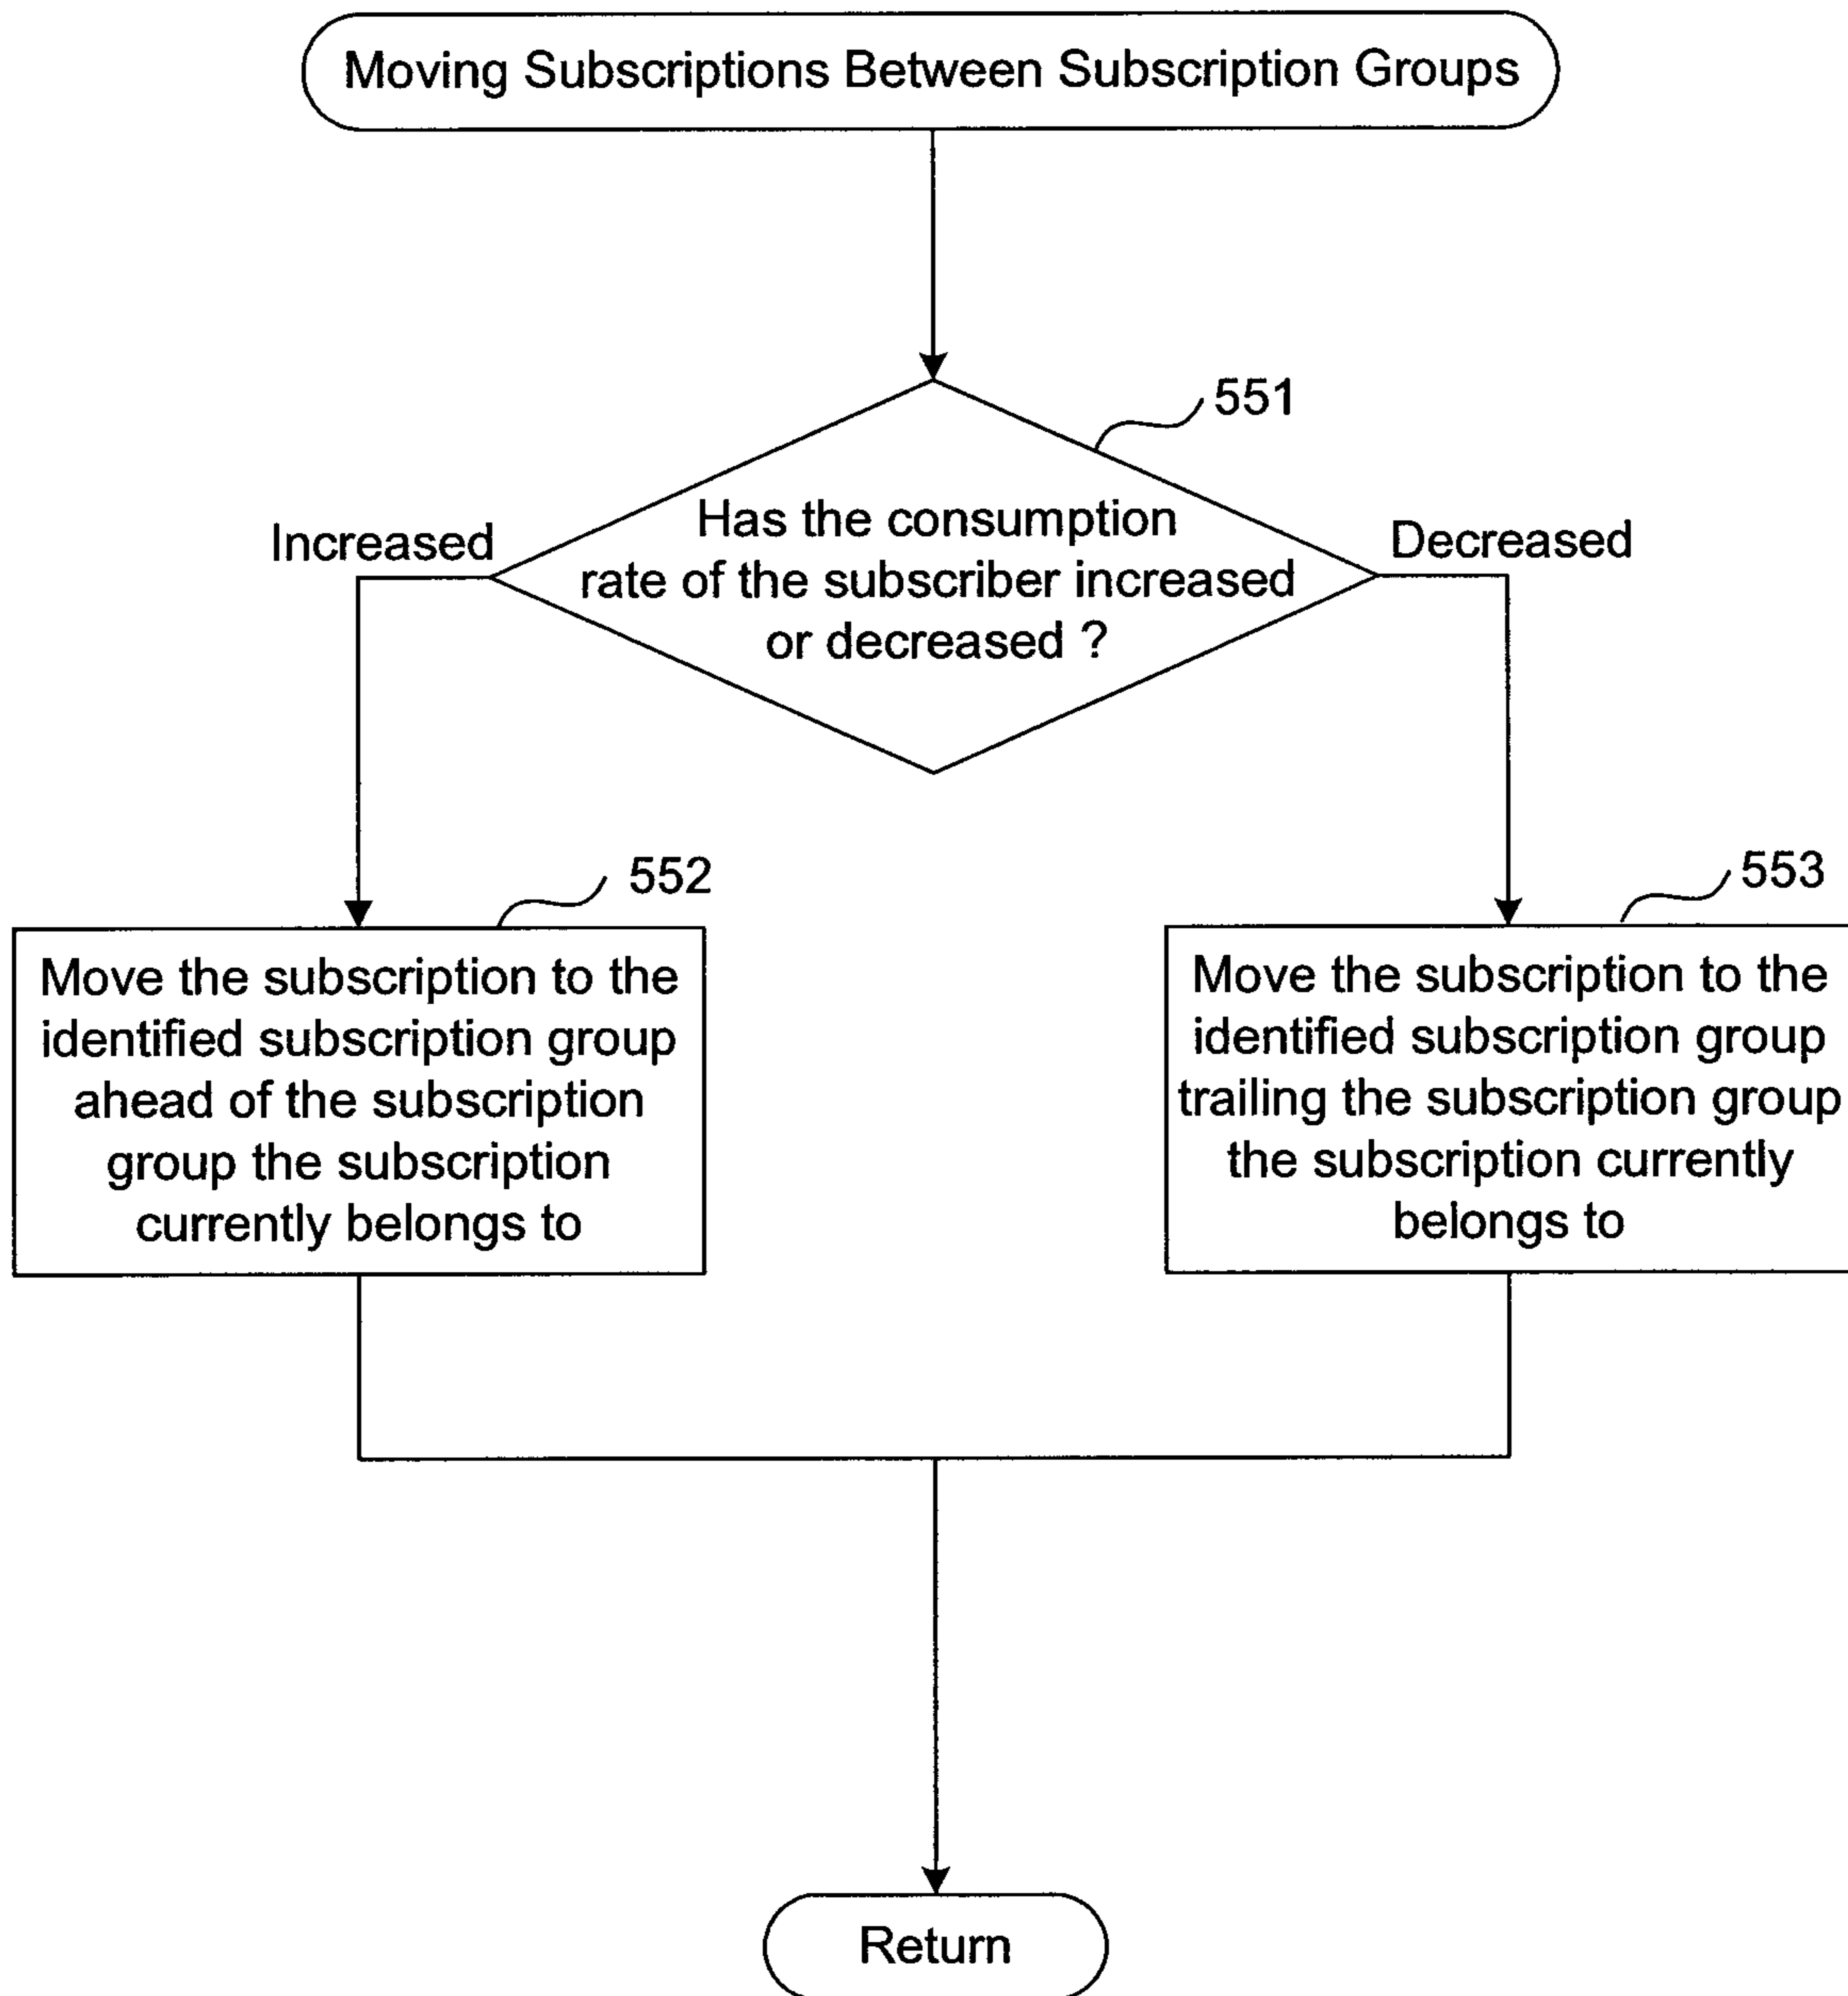 Moving Subscriptions Between Subscription Groups
551
Has the consumption
rate of the subscriber increased
or decreased ?
Increased
Decreased
552
Move the subscription to the
identified subscription group
ahead of the subscription
group the subscription
currently belongs to
553
Move the subscription to the
identified subscription group
trailing the subscription group
the subscription currently
belongs to
Return